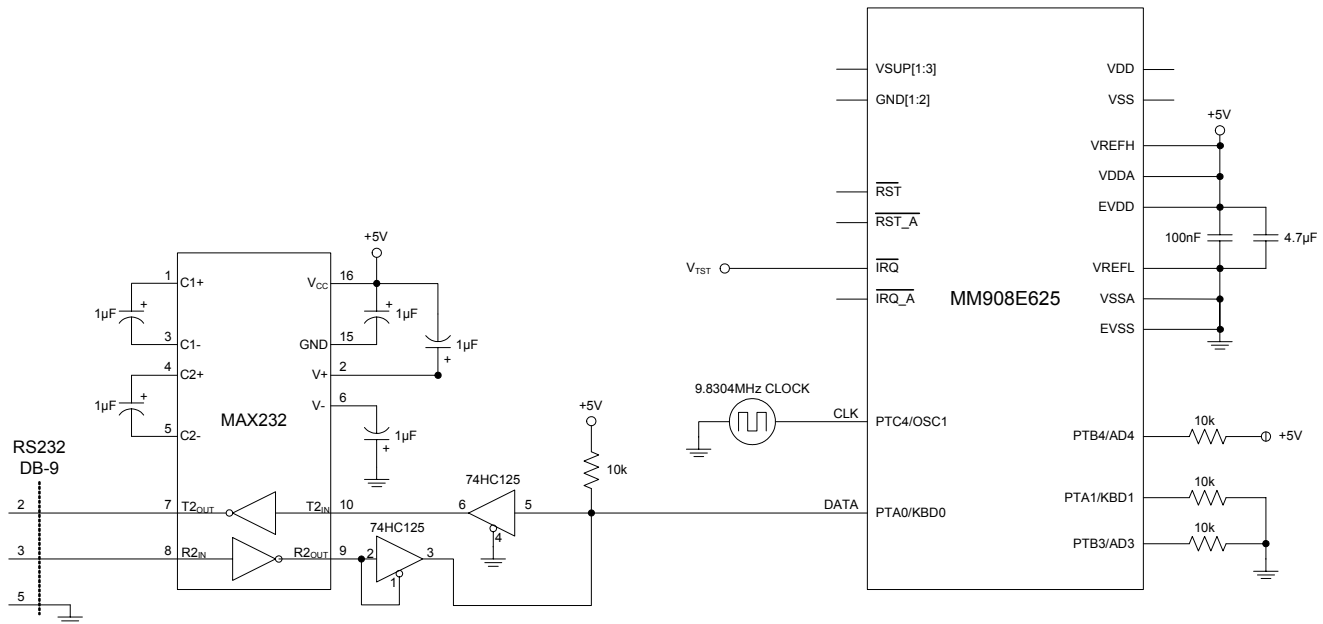 VSUP[1:3]
GND[1:2]
RST
RST_A
IRQ
IRQ_A
PTC4/OSC1
PTA0/KBD0
MM908E625
VDD
VSS
VREFH
VDDA
EVDD
VREFL
VSSA
EVSS
PTB4/AD4
PTA1/KBD1
PTB3/AD3
+5V
100nF
4.7µF
VTST
9.8304MHz CLOCK
CLK
DATA
10k
+5V
10k
10k
+5V
10k
+5V
MAX232
1
C1+
1µF
+
3
C1-
4
C2+
1µF
+
5
C2-
VCC
16
+
1µF
GND
15
1µF
+
V+
2
V-
6
1µF
+
RS232
DB-9
2
7
T2OUT
T2IN
10
6
74HC125
5
4
3
8
R2IN
R2OUT
9
74HC125
2
3
1
5